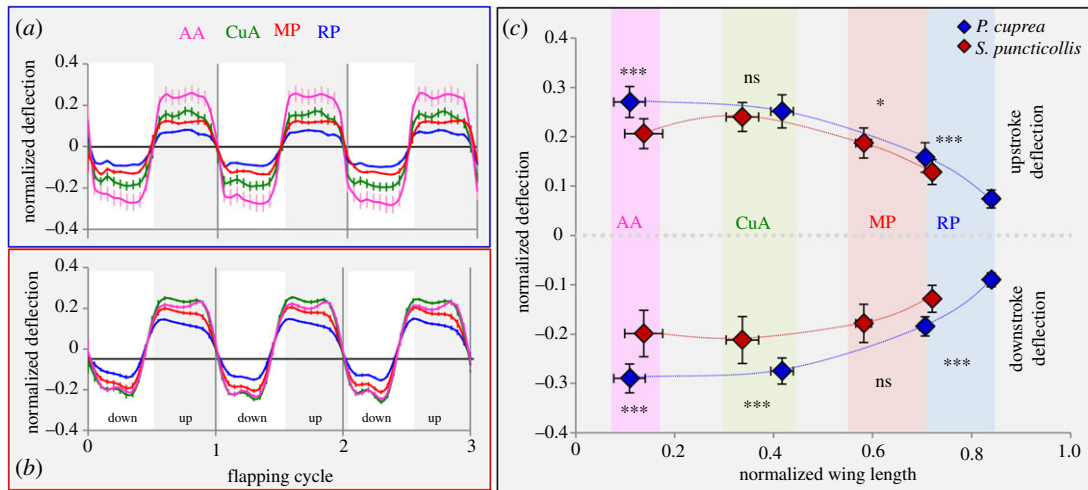 (a)
AA CuA MP RP
normalized deflection
0.4
0.2
0
–0.2
–0.4
normalized deflection
0.4
0.2
0
–0.2
–0.4
down up down up down up
0 1 2 3
(b) flapping cycle
(c)
P. cuprea
S. puncticollis
normalized deflection
0.4
0.3
0.2
0.1
0
–0.1
–0.2
–0.3
–0.4
*** ns * ***
upstroke
deflection
AA CuA MP RP
downstroke
deflection
*** *** ns ***
0 0.2 0.4 0.6 0.8 1.0
normalized wing length